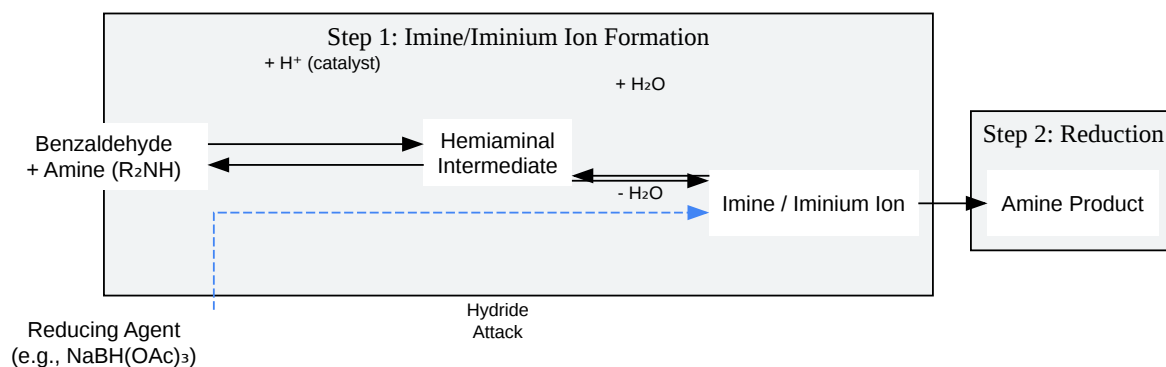 Step 1: Imine/Iminium Ion Formation
+ H⁺ (catalyst)
+ H₂O
Benzaldehyde
+ Amine (R₂NH)
Hemiaminal
Intermediate
- H₂O
Imine / Iminium Ion
Step 2: Reduction
Amine Product
Hydride
Attack
Reducing Agent
(e.g., NaBH(OAc)₃)